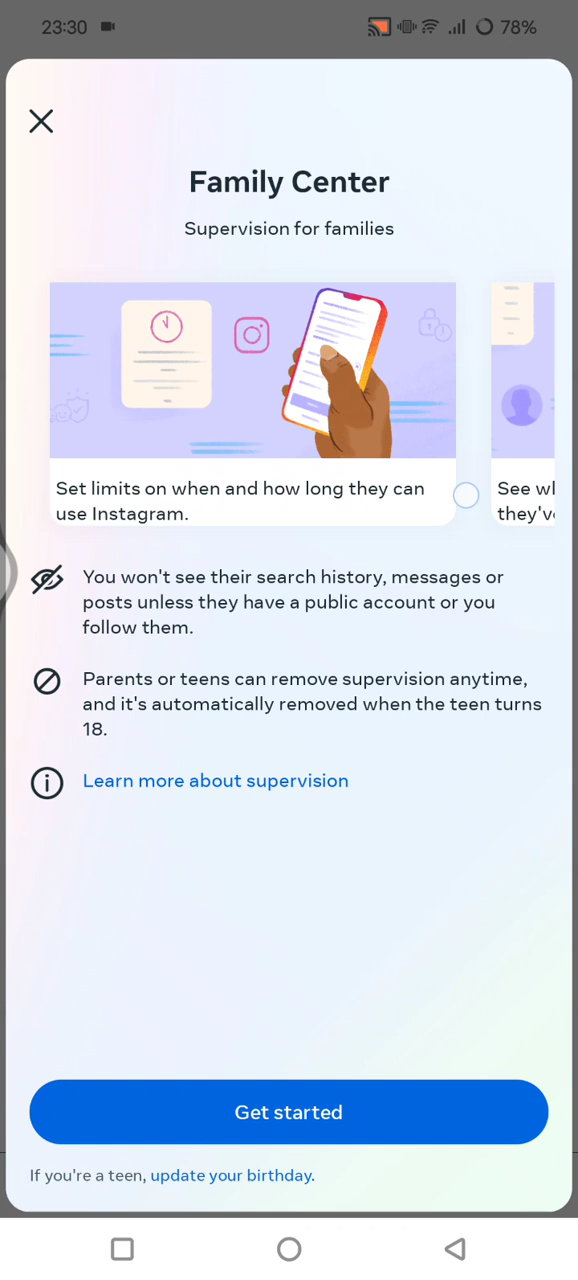 23:30
78%
Family Center
Supervision for families
Set limits on when and how long they can
use Instagram.
See
they'v
You won't see their search history, messages or
posts unless they have a public account or you
follow them.
Parents or teens can remove supervision anytime,
and it's automatically removed when the teen turns
18.
Learn more about supervision
Get started
If you're a teen, update your birthday.